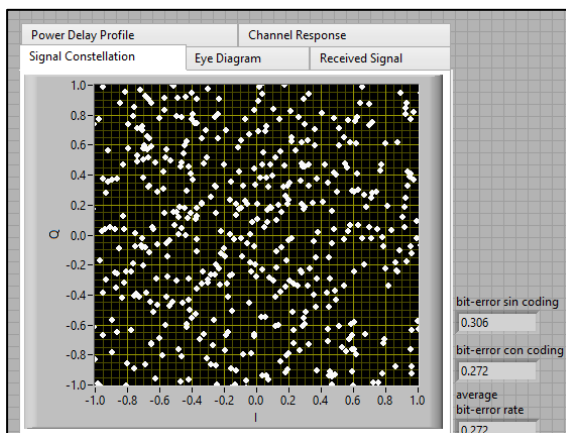 Power Delay Profile
Channel Response
Signal Constellation
Eye Diagram
Received Signal
1.0
0.8
0.6
0.4
0.2
0.0
-0.2
-0.4
-0.6
-0.8
-1.0
Q
-1.0 -0.8 -0.6 -0.4 -0.2 0.0 0.2 0.4 0.6 0.8 1.0
I
bit-error sin coding
0.306
bit-error con coding
0.272
average
bit-error rate
0.272